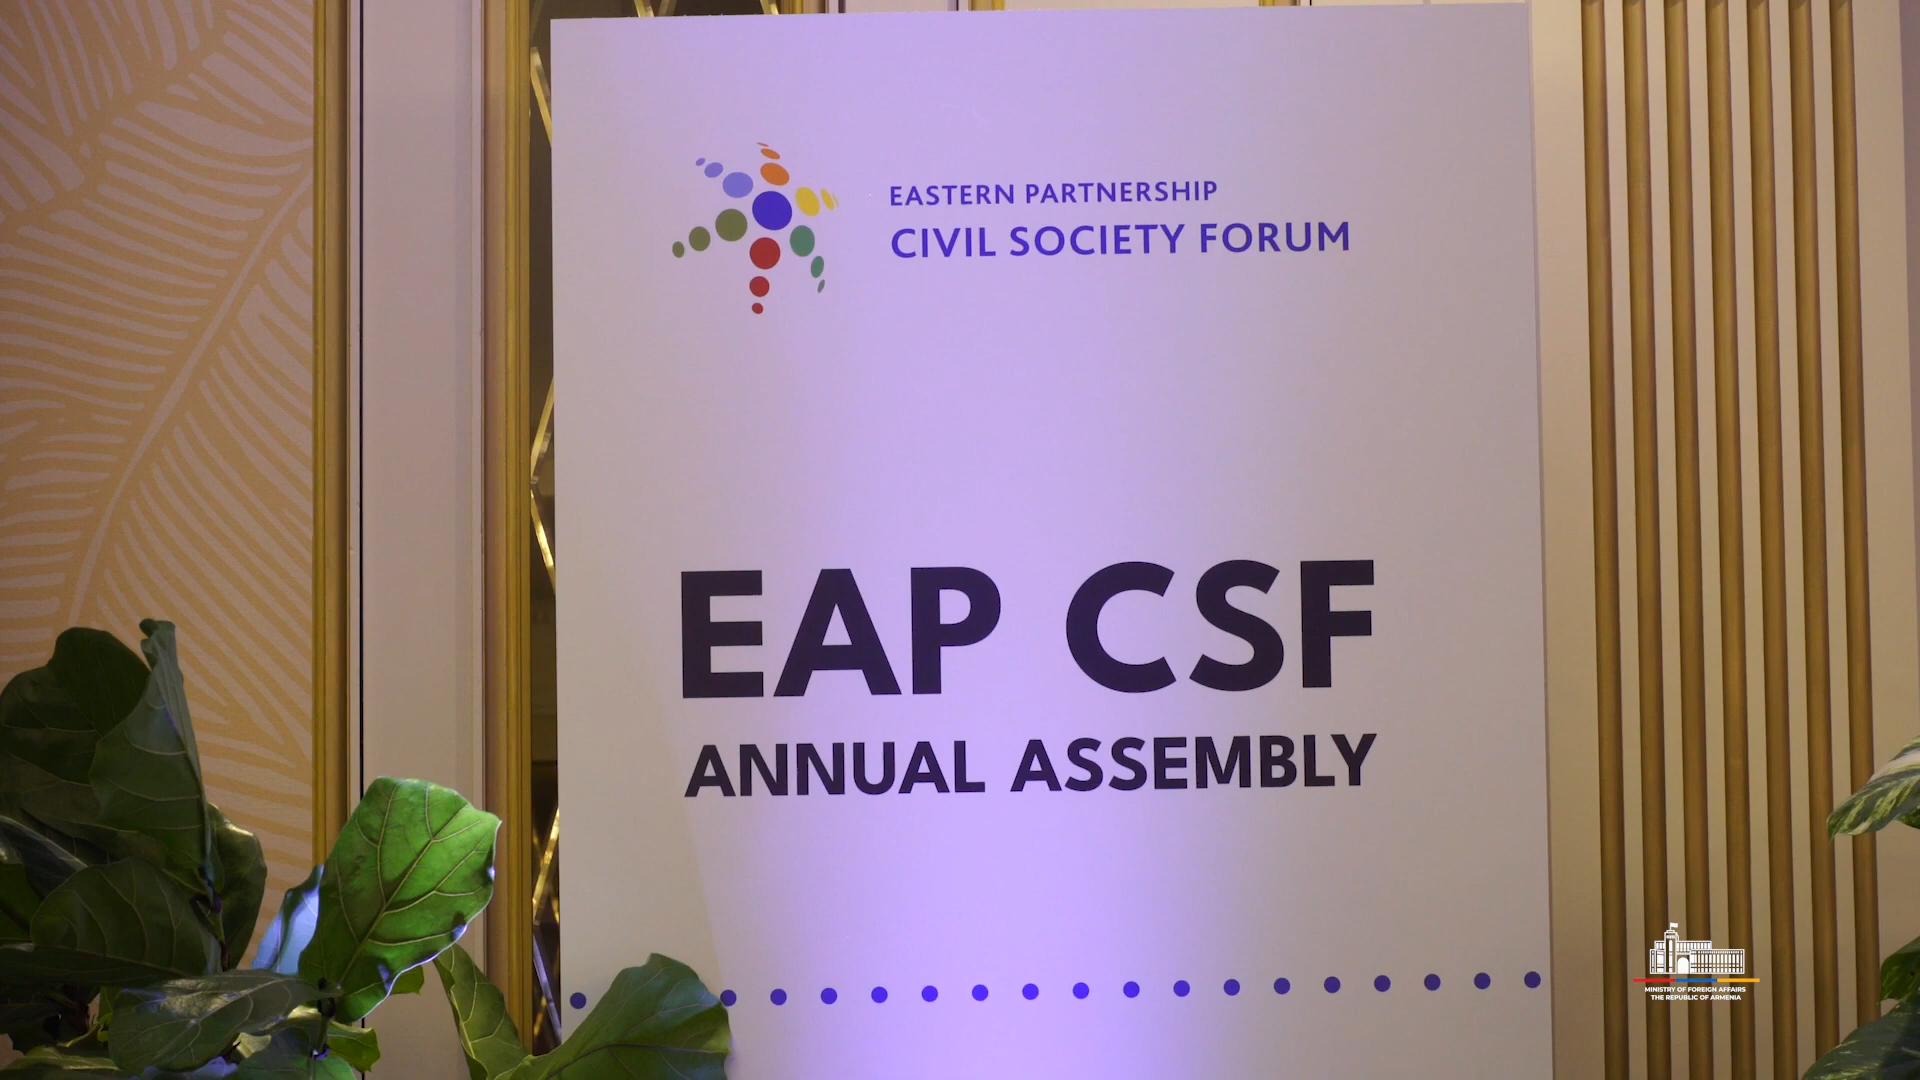 EASTERN PARTNERSHIP
CIVIL SOCIETY FORUM
EAP CSF
ANNUAL ASSEMBLY
MINISTRY OF FOREIGN AFFAIRS
THE REPUBLIC OF ARMENIA